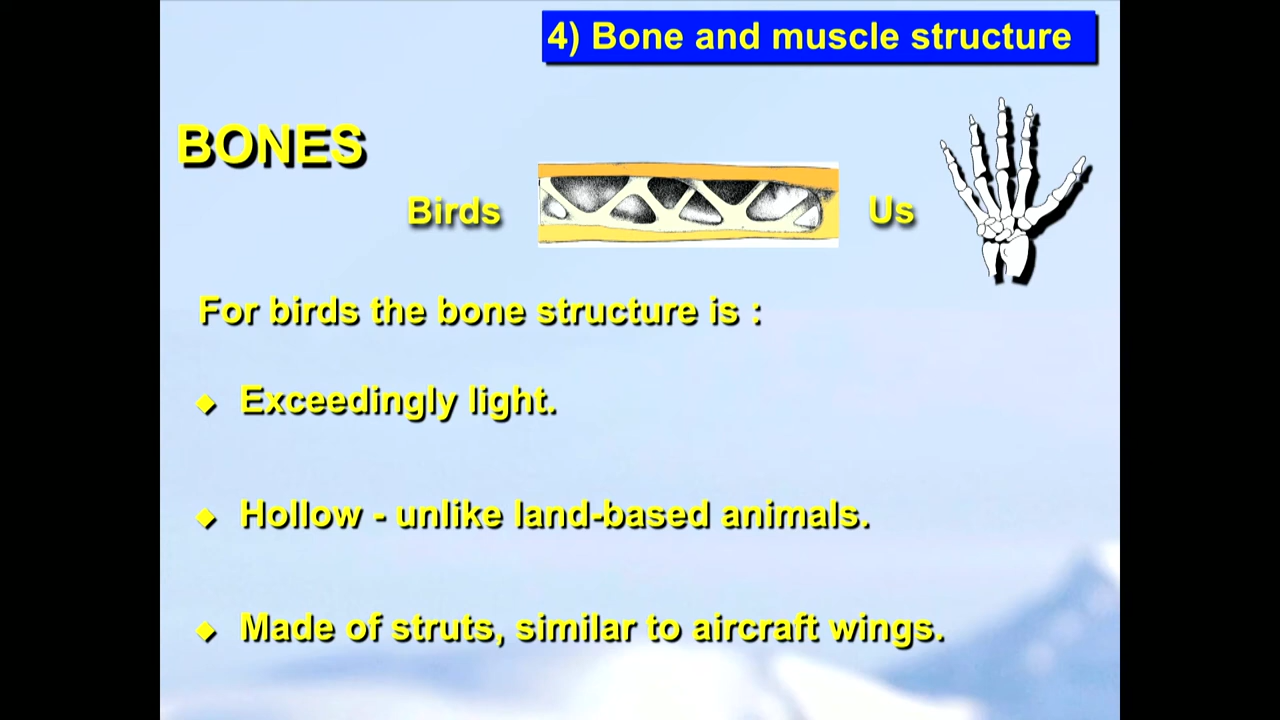 4) Bone and muscle structure
BONES
Birds
Us
For birds the bone structure is :
◆ Exceedingly light.
◆ Hollow - unlike land-based animals.
◆ Made of struts, similar to aircraft wings.